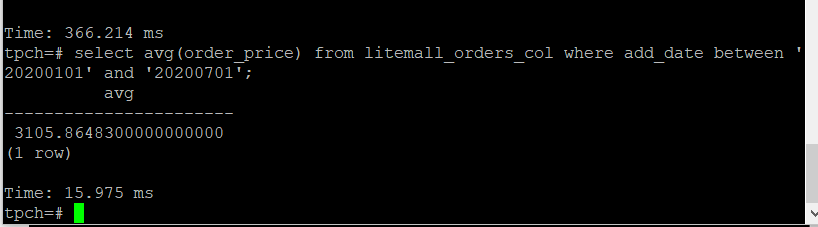 Time: 366.214 ms
tpch=# select avg(order_price) from litemall_orders_col where add_date between '
20200101' and '20200701';
avg
-----------------------
3105.8648300000000000
(1 row)
Time: 15.975 ms
tpch=#